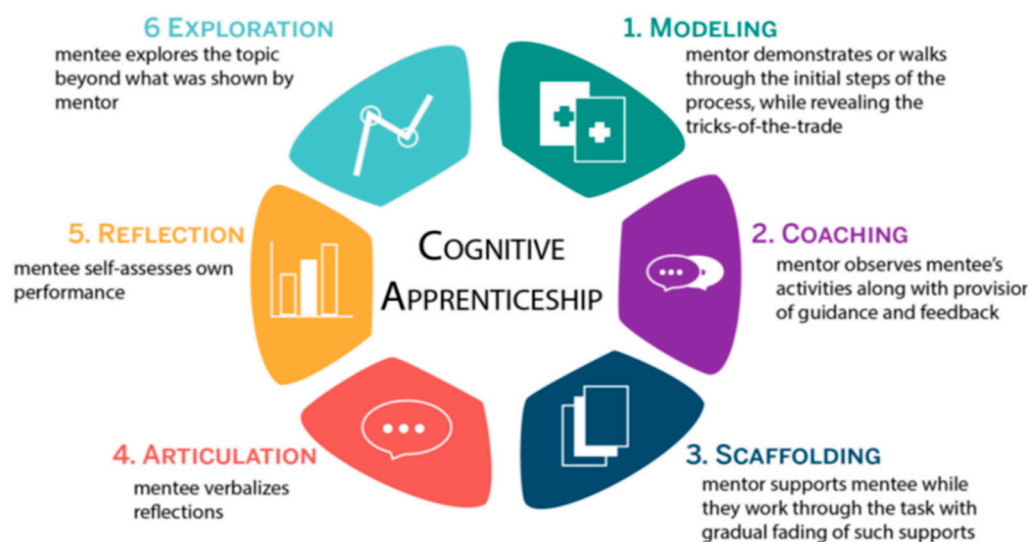 6 EXPLORATION
mentee explores the topic
beyond what was shown by
mentor
1. MODELING
mentor demonstrates or walks
through the initial steps of the
process, while revealing the
tricks-of-the-trade
5. REFLECTION
mentee self-assesses own
performance
COGNITIVE
APPRENTICESHIP
2. COACHING
mentor observes mentee's
activities along with provision
of guidance and feedback
4. ARTICULATION
mentee verbalizes
reflections
3. SCAFFOLDING
mentor supports mentee while
they work through the task with
gradual fading of such supports